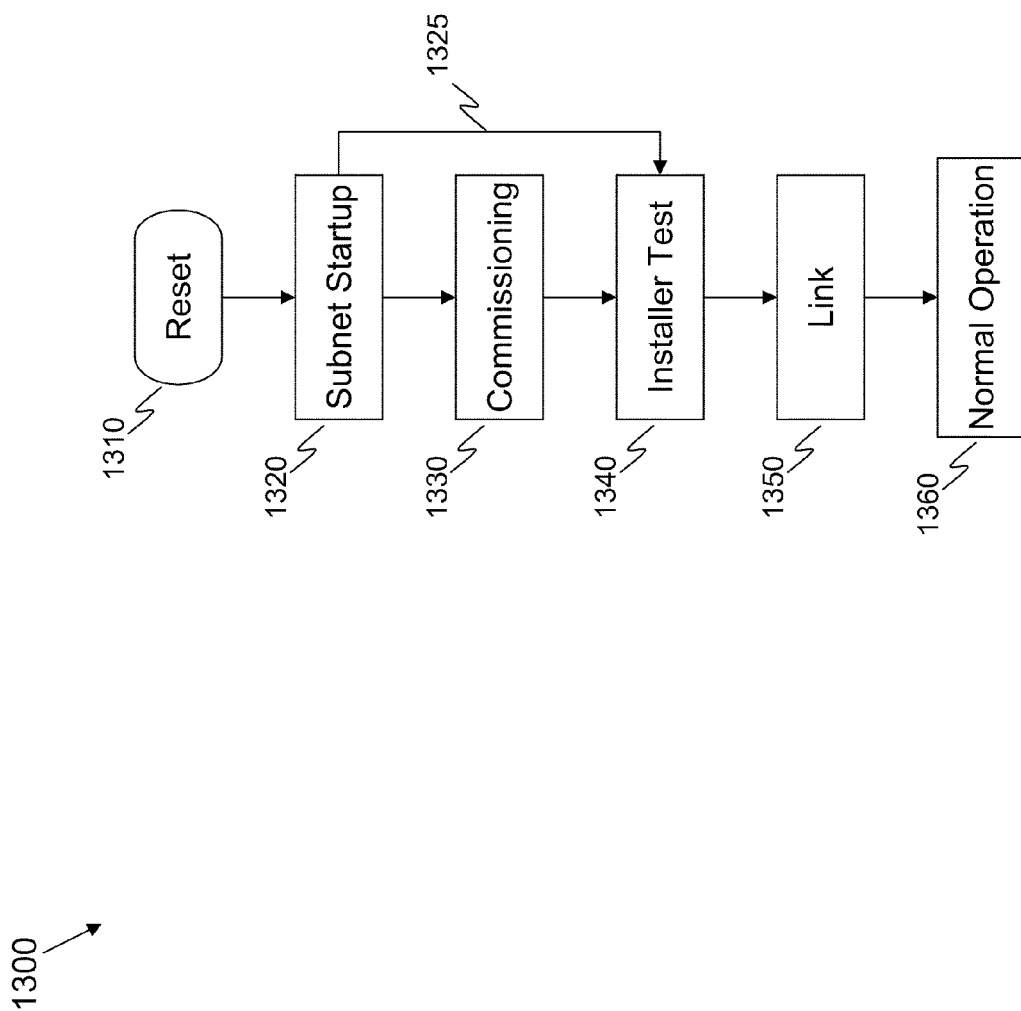 1300
1310
Reset
1320
Subnet Startup
1325
1330
Commissioning
1340
Installer Test
1350
Link
1360
Normal Operation